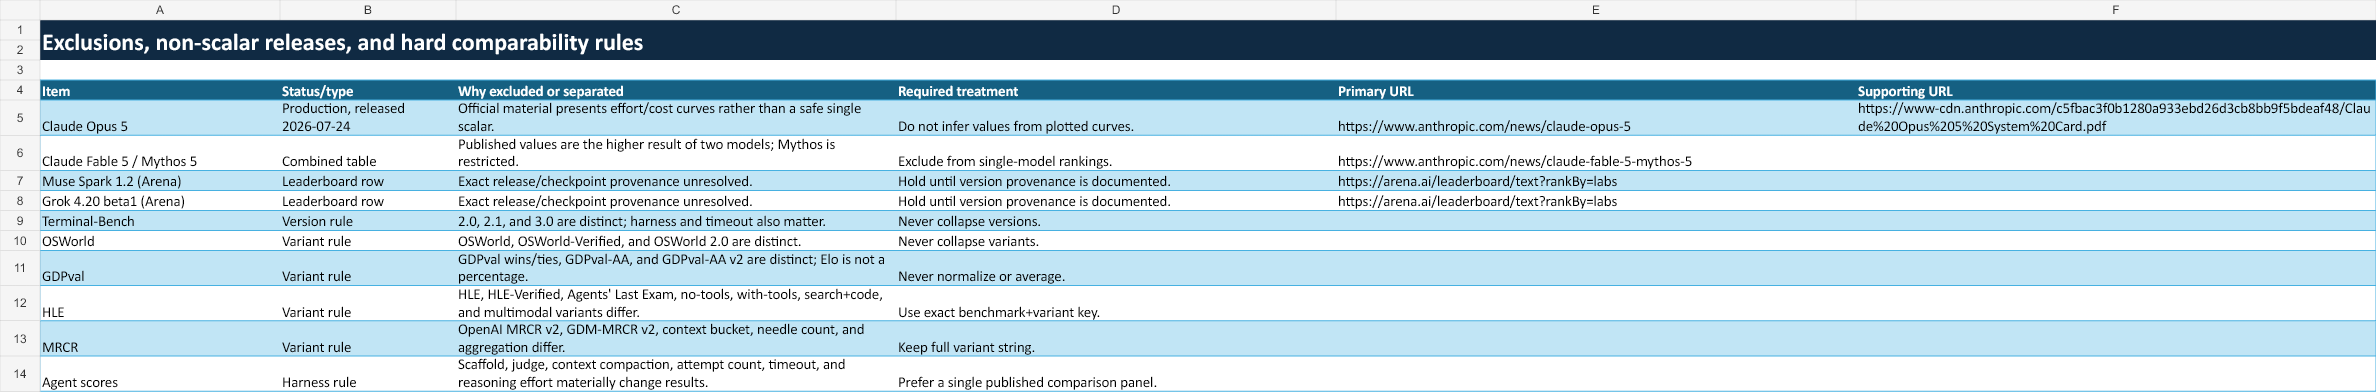 A B C D E F
1
2
Exclusions, non-scalar releases, and hard comparability rules
3
4 Item Status/type Why excluded or separated Required treatment Primary URL Supporting URL
5 Claude Opus 5 Production, released
2026-07-24 Official material presents effort/cost curves rather than a safe single
scalar. Do not infer values from plotted curves. https://www.anthropic.com/news/claude-opus-5 https://www-cdn.anthropic.com/c5fbac3f0b1280a933ebd26d3cb8bb9f5bdeaf48/Clau
de%20Opus%205%20System%20Card.pdf
6 Claude Fable 5 / Mythos 5 Combined table Published values are the higher result of two models; Mythos is
restricted. Exclude from single-model rankings. https://www.anthropic.com/news/claude-fable-5-mythos-5
7 Muse Spark 1.2 (Arena) Leaderboard row Exact release/checkpoint provenance unresolved. Hold until version provenance is documented. https://arena.ai/leaderboard/text?rankBy=labs
8 Grok 4.20 beta1 (Arena) Leaderboard row Exact release/checkpoint provenance unresolved. Hold until version provenance is documented. https://arena.ai/leaderboard/text?rankBy=labs
9 Terminal-Bench Version rule 2.0, 2.1, and 3.0 are distinct; harness and timeout also matter. Never collapse versions.
10 OSWorld Variant rule OSWorld, OSWorld-Verified, and OSWorld 2.0 are distinct. Never collapse variants.
11 GDPval Variant rule GDPval wins/ties, GDPval-AA, and GDPval-AA v2 are distinct; Elo is not a
percentage. Never normalize or average.
12 HLE Variant rule HLE, HLE-Verified, Agents' Last Exam, no-tools, with-tools, search+code,
and multimodal variants differ. Use exact benchmark+variant key.
13 MRCR Variant rule OpenAI MRCR v2, GDM-MRCR v2, context bucket, needle count, and
aggregation differ. Keep full variant string.
14 Agent scores Harness rule Scaffold, judge, context compaction, attempt count, timeout, and
reasoning effort materially change results. Prefer a single published comparison panel.